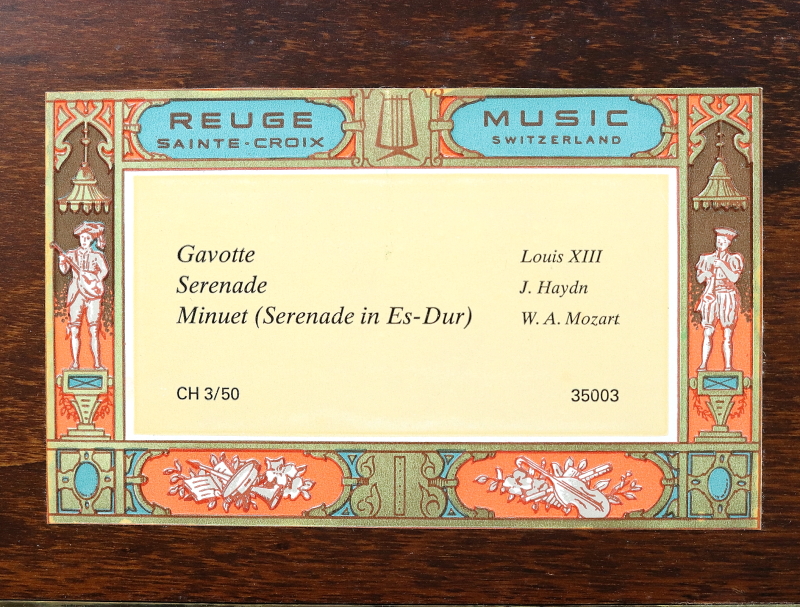 REUGE MUSIC
SAINTE-CROIX SWITZERLAND
Gavotte Louis XIII
Serenade J. Haydn
Minuet (Serenade in Es-Dur) W. A. Mozart
CH 3/50 35003